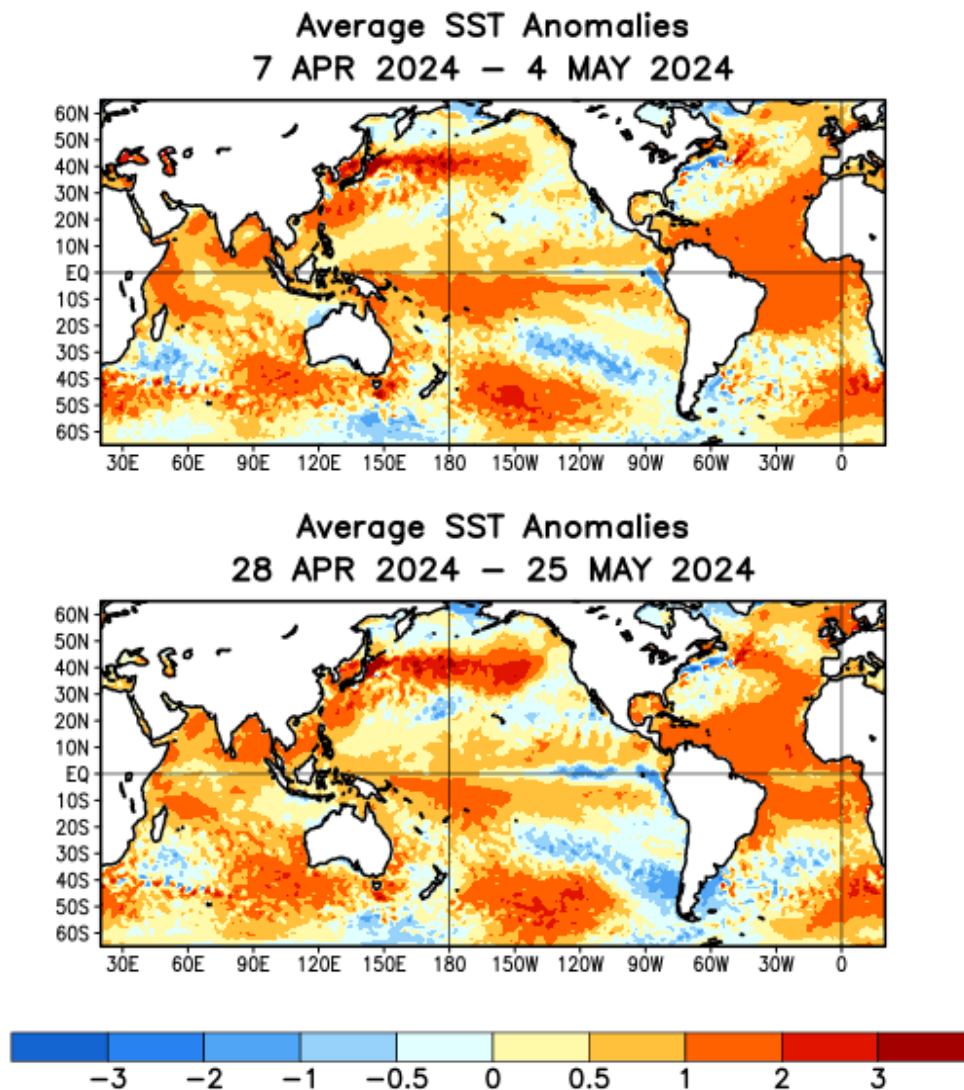 Average SST Anomalies
7 APR 2024 – 4 MAY 2024
60N
50N
40N
30N
20N
10N
EQ
10S
20S
30S
40S
50S
60S
30E 60E 90E 120E 150E 180 150W 120W 90W 60W 30W 0
Average SST Anomalies
28 APR 2024 – 25 MAY 2024
60N
50N
40N
30N
20N
10N
EQ
10S
20S
30S
40S
50S
60S
30E 60E 90E 120E 150E 180 150W 120W 90W 60W 30W 0
−3 −2 −1 −0.5 0 0.5 1 2 3